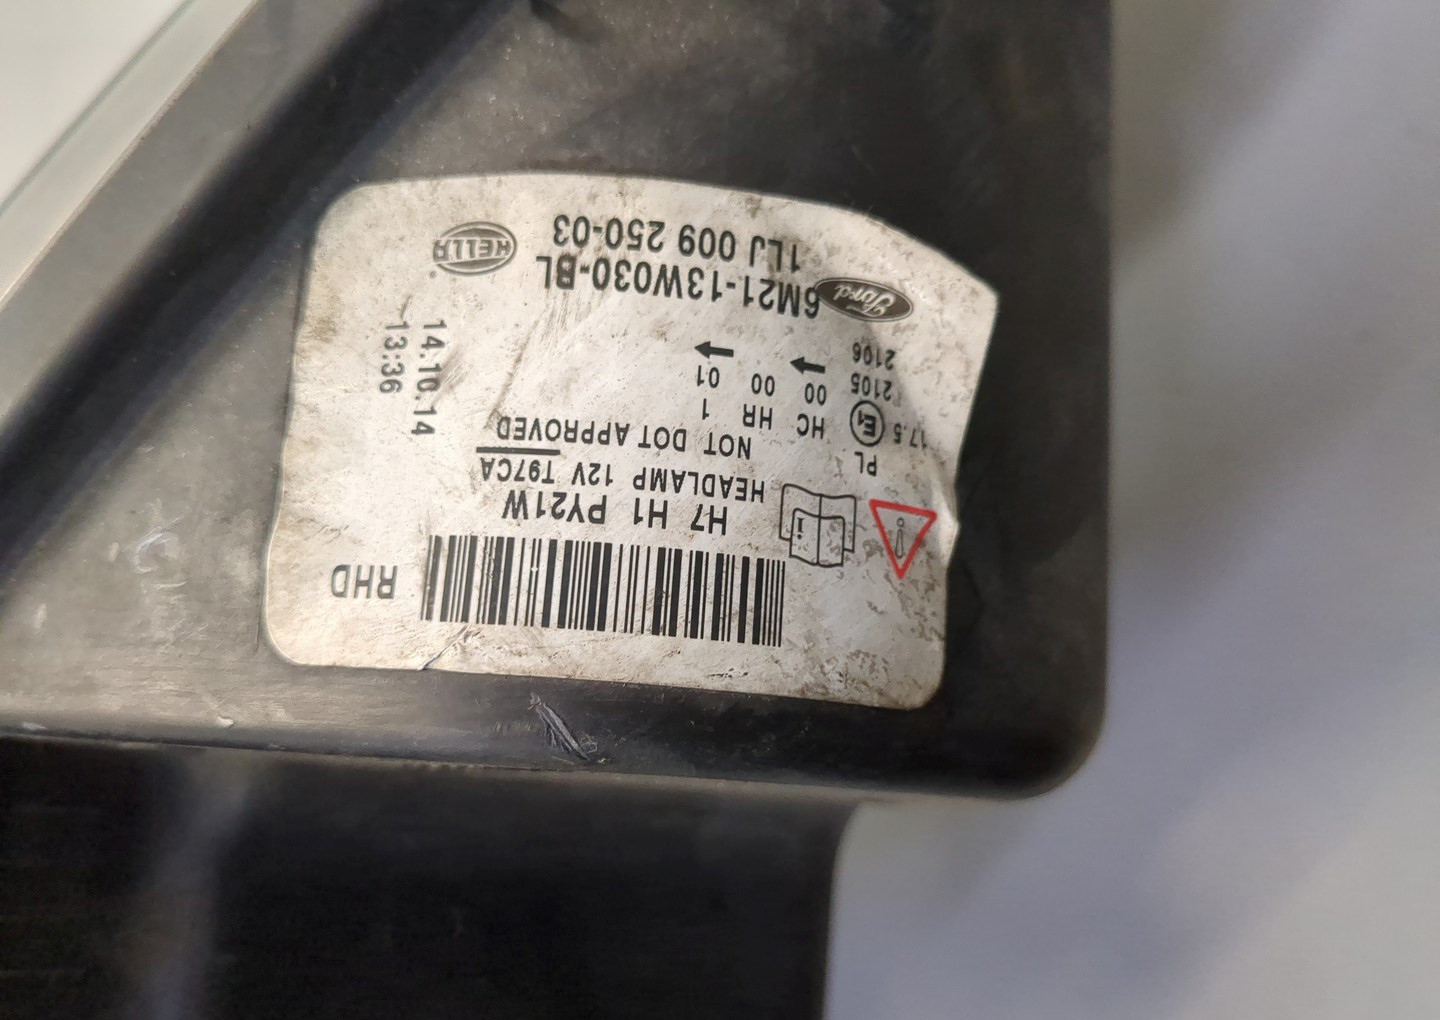 1LJ 009 250-03
HELLA
6M21-13W030-BL
Ford
14.10.14
13:36
2106
2105
00 00 01
HC HR 1
E1
17.5
PL
NOT DOT APPROVED
HEADLAMP 12V T97CA
H7 H1 PY21W
i
i
RHD